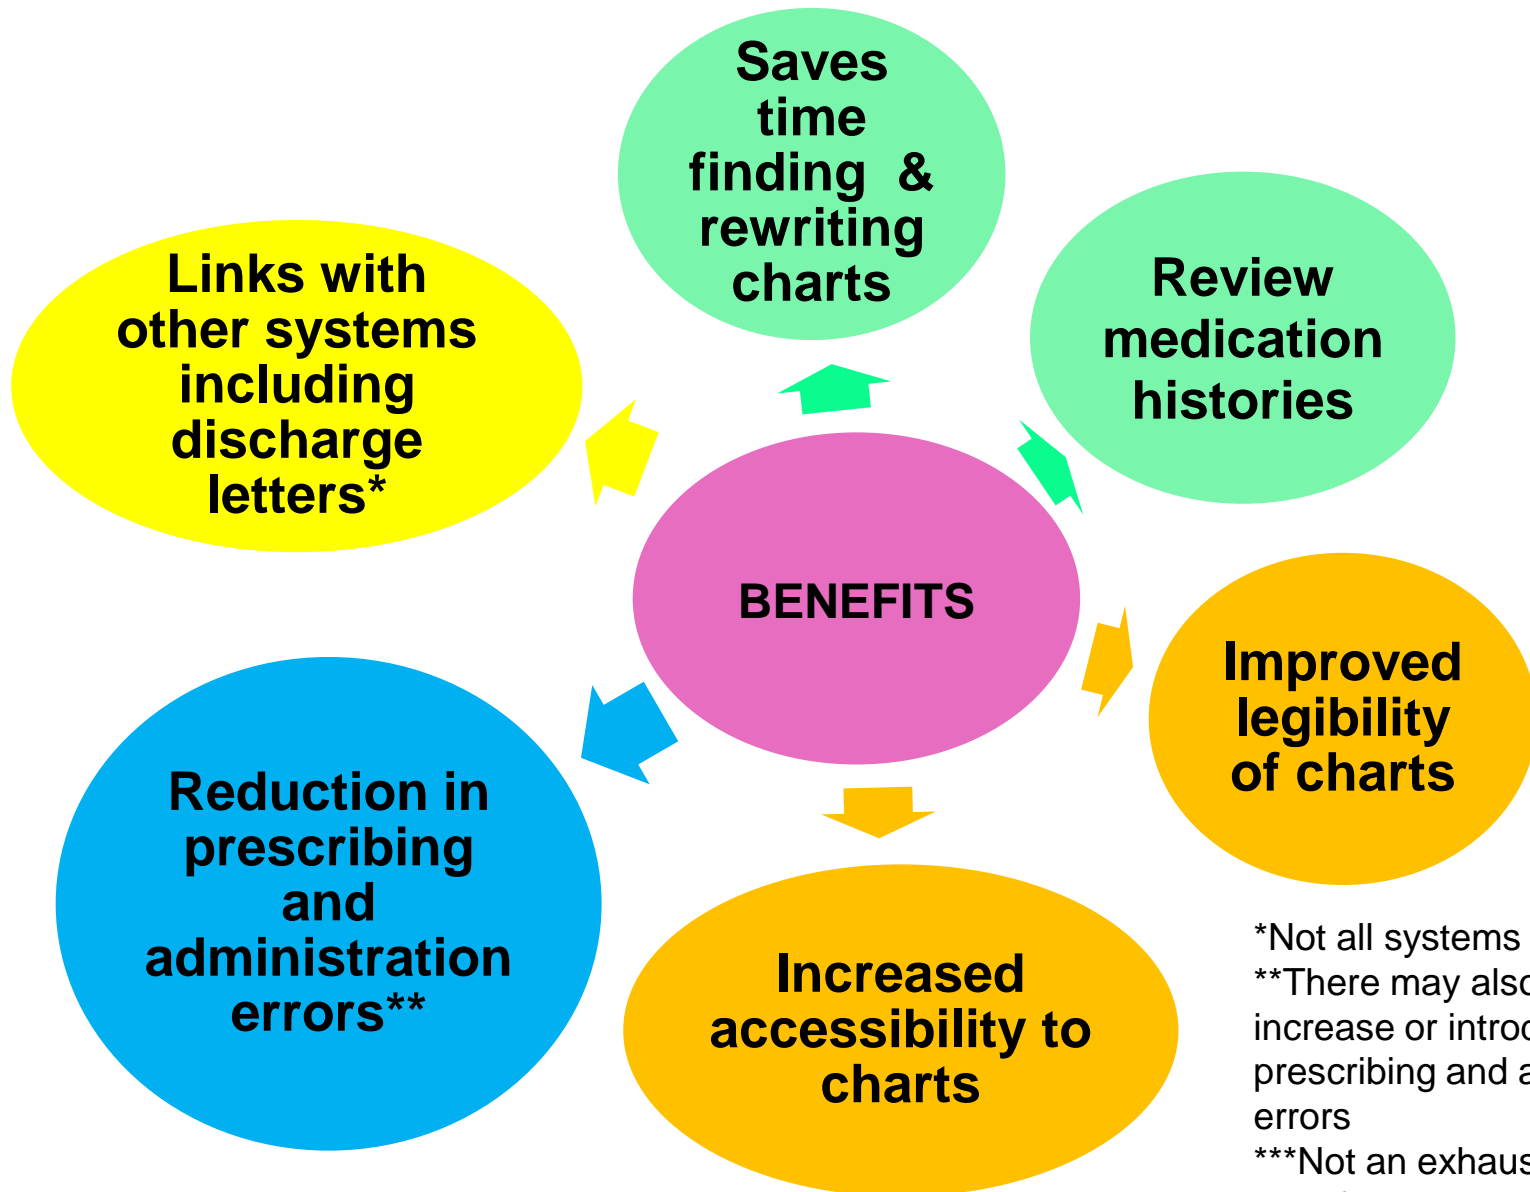 Saves
time
finding & 
rewriting
charts
Review
medication
histories
Links with
other systems
including
discharge
letters*
BENEFITS
Improved
legibility
of charts
Reduction in
prescribing
and
administration
errors**
Increased
accessibility to
charts
*Not all systems
**There may also
increase or
prescribing and
errors
***Not an